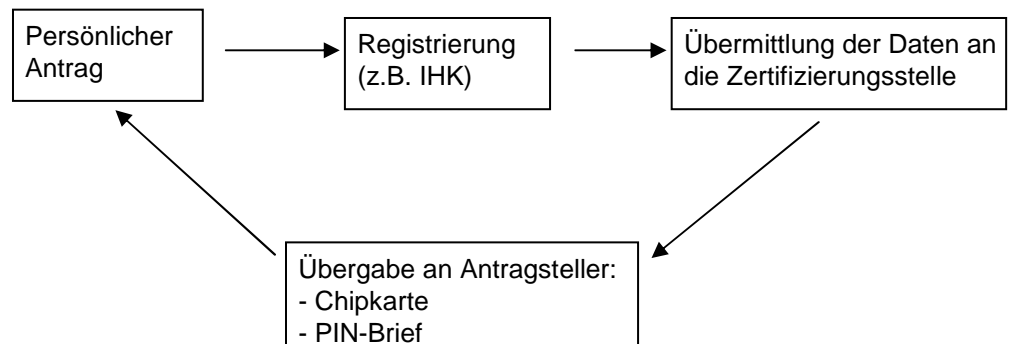 Persönlicher
Antrag
Registrierung
(z.B. IHK)
Übermittlung der Daten an
die Zertifizierungsstelle
Übergabe an Antragsteller:
- Chipkarte
- PIN-Brief